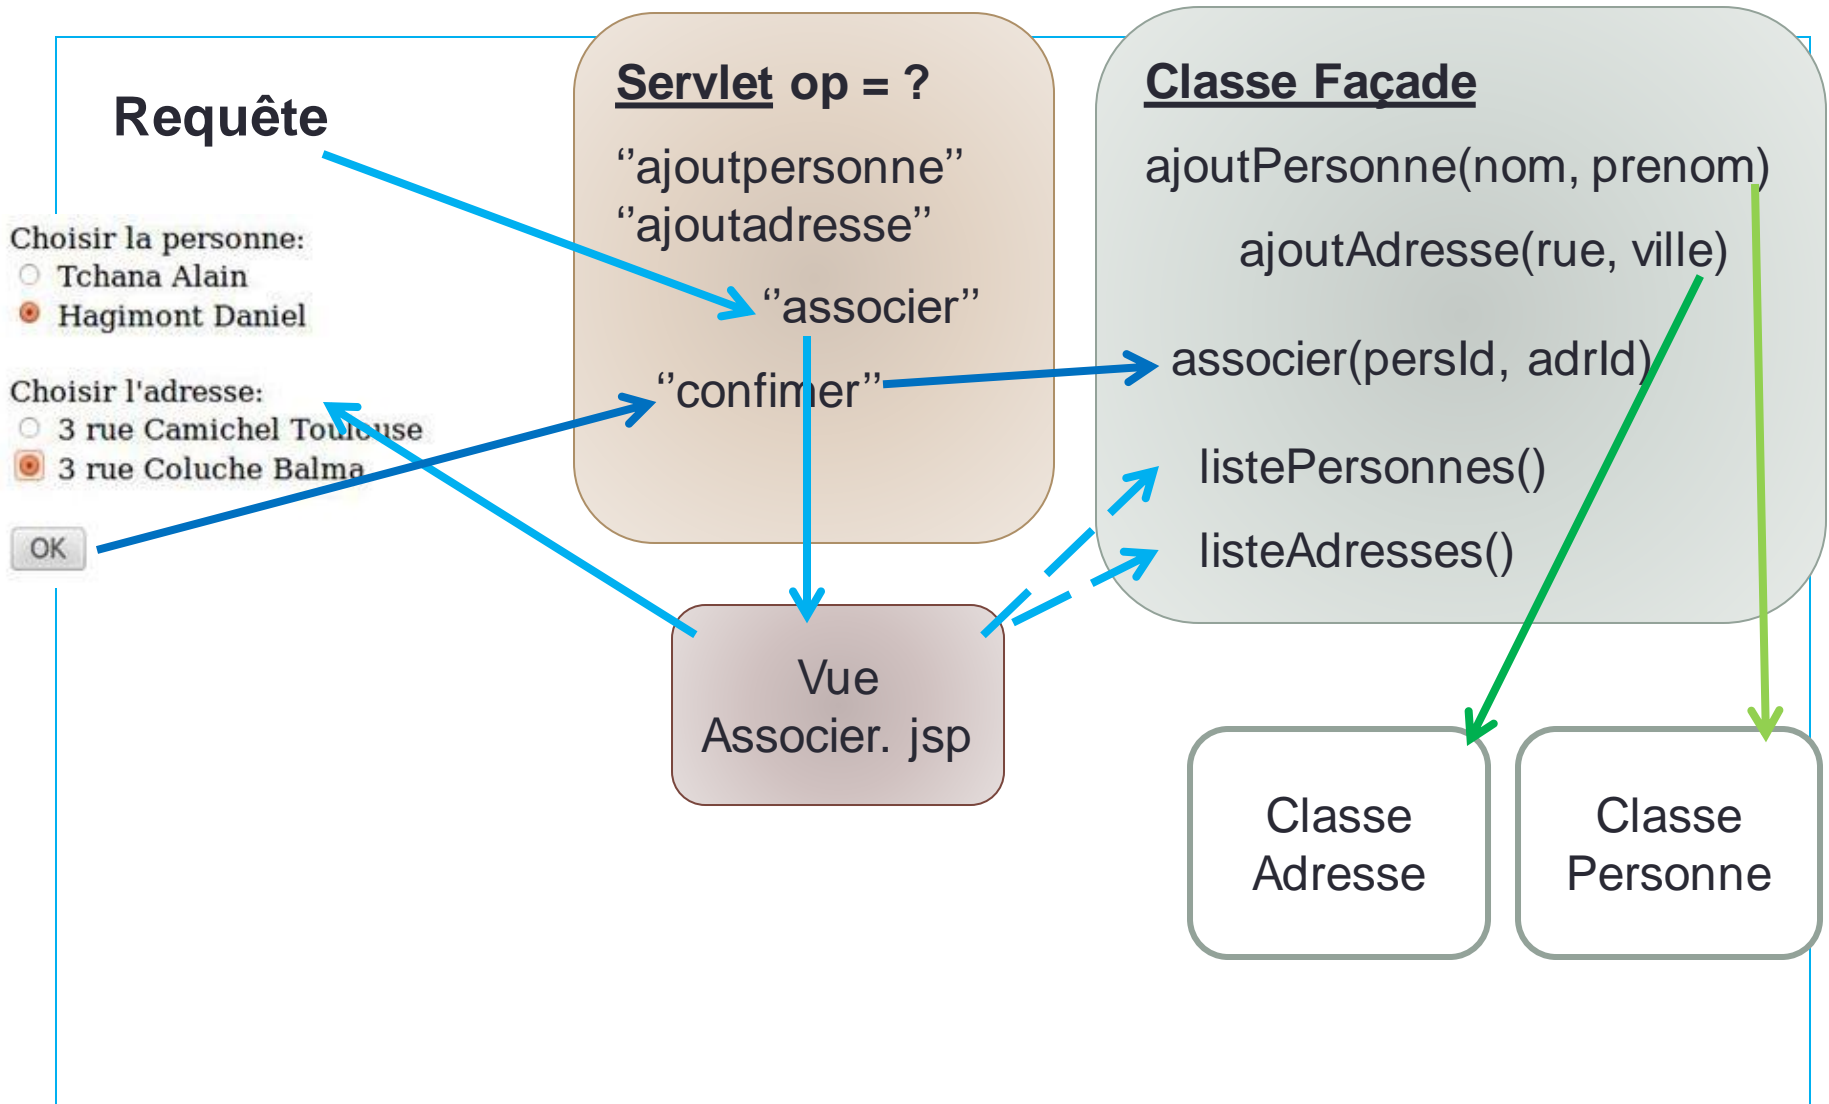 Requête
Choisir la personne:
Tchana Alain
Hagimont Daniel
Choisir l'adresse:
3 rue Camichel Toulouse
3 rue Coluche Balma
OK
Servlet op = ?
‘’ajoutpersonne’’
‘’ajoutadresse’’
‘’associer’’
‘’confimer’’
Vue
Associer. jsp
Classe Façade
ajoutPersonne(nom, prenom)
ajoutAdresse(rue, ville)
associer(persId, adrId)
listePersonnes()
listeAdresses()
Classe
Adresse
Classe
Personne